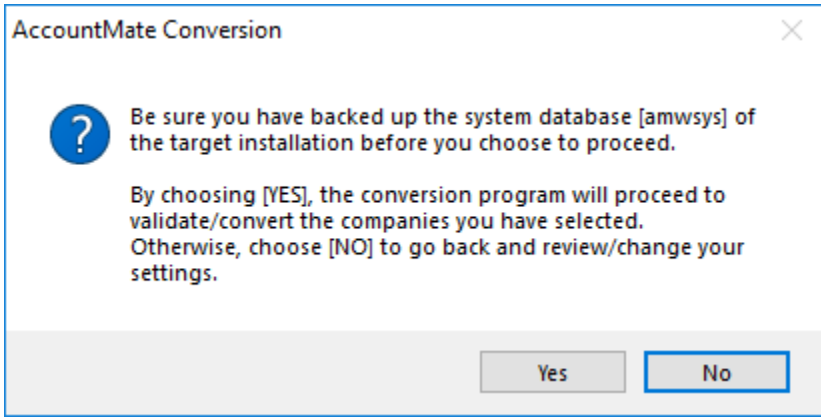 AccountMate Conversion
?
Be sure you have backed up the system database [amwsys] of
the target installation before you choose to proceed.
By choosing [YES], the conversion program will proceed to
validate/convert the companies you have selected.
Otherwise, choose [NO] to go back and review/change your
settings.
Yes
No